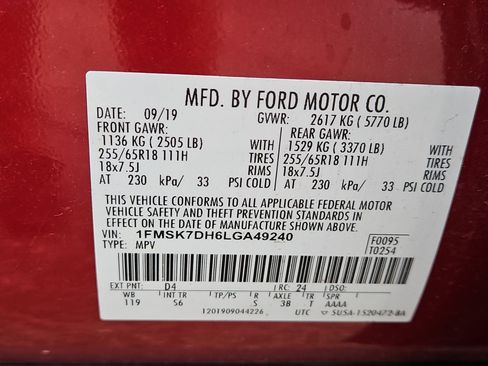 MFD. BY FORD MOTOR CO.
DATE: 09/19 GVWR: 2617 KG ( 5770 LB)
FRONT GAWR: REAR GAWR:
1136 KG ( 2505 LB) WITH 1529 KG ( 3370 LB) WITH
255/65R18 111H TIRES 255/65R18 111H TIRES
18x7.5J RIMS 18x7.5J RIMS
AT 230 kPa/ 33 PSI COLD AT 230 kPa/ 33 PSI COLD
THIS VEHICLE CONFORMS TO ALL APPLICABLE FEDERAL MOTOR
VEHICLE SAFETY AND THEFT PREVENTION STANDARDS IN
EFFECT ON THE DATE OF MANUFACTURE SHOWN ABOVE.
VIN: 1FMSK7DH6LGA49240 F0095
TYPE: MPV T0254
EXT PNT: D4 RC: 24 DSO:
WB INT TR TP/PS R AXLE TR SPR
119 S6 S 3B T AAAA
1201909044226 UTC SU5A-1520472-BA